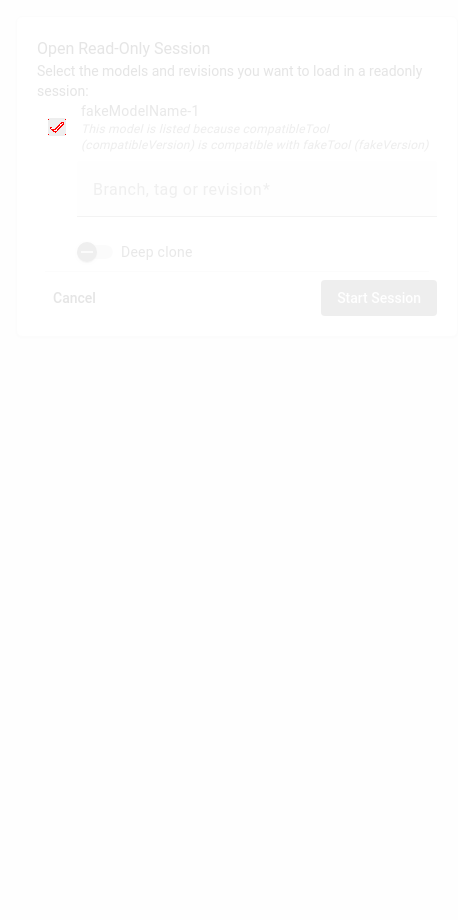 Open Read-Only Session
Select the models and revisions you want to load in a readonly
session:
fakeModelName-1
This model is listed because compatibleTool
(compatibleVersion) is compatible with fakeTool (fakeVersion)
Branch, tag or revision*
Deep clone
Cancel
Start Session